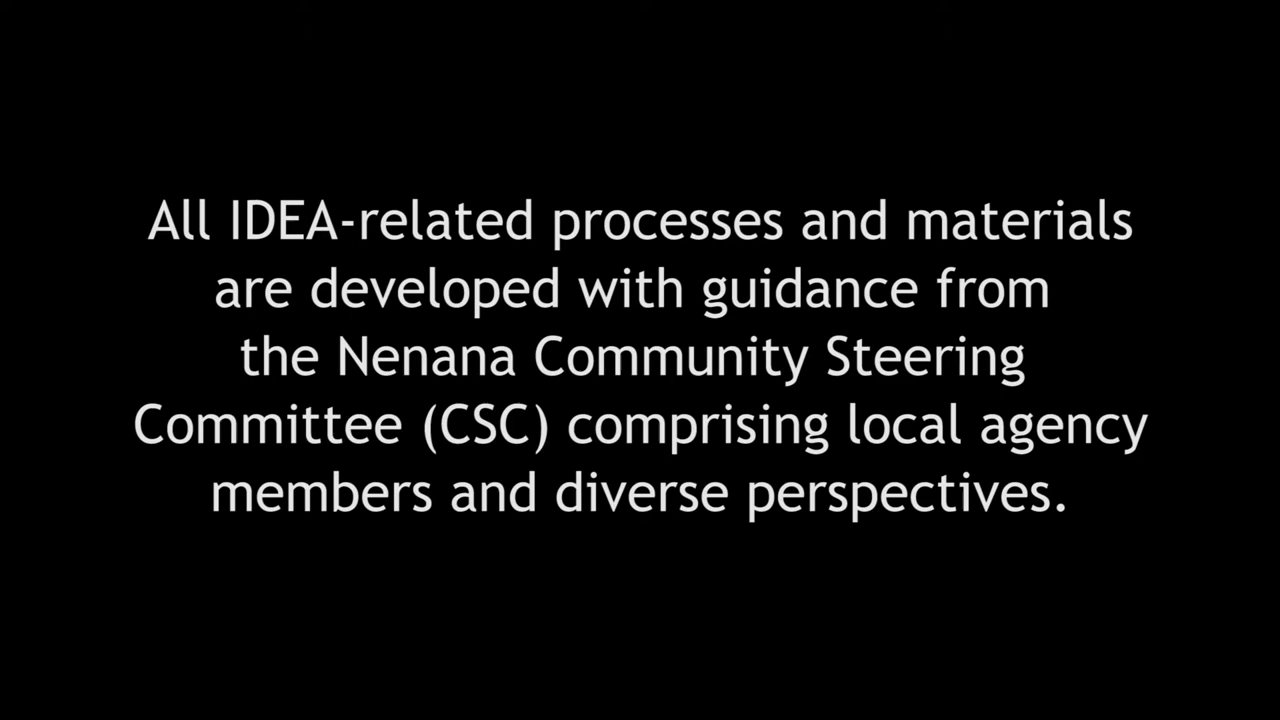 All IDEA-related processes and materials
are developed with guidance from
the Nenana Community Steering
Committee (CSC) comprising local agency
members and diverse perspectives.